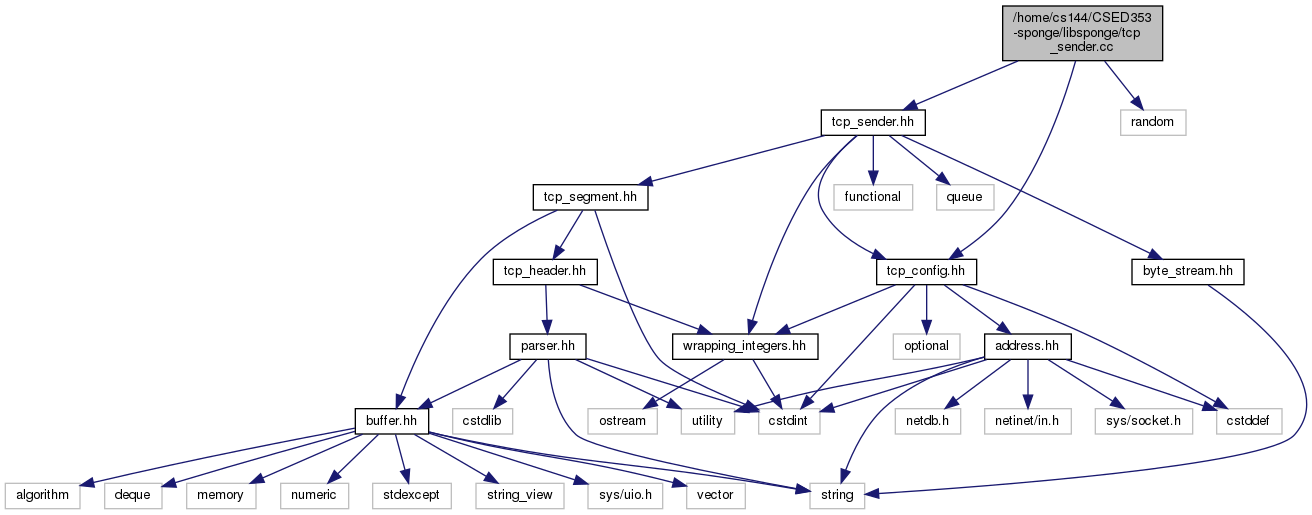 /home/cs144/CSED353
-sponge/libsponge/tcp
_sender.cc
tcp_sender.hh
random
tcp_segment.hh
functional
queue
tcp_header.hh
tcp_config.hh
byte_stream.hh
parser.hh
wrapping_integers.hh
optional
address.hh
buffer.hh
cstdlib
ostream
utility
cstdint
netdb.h
netinet/in.h
sys/socket.h
cstddef
algorithm
deque
memory
numeric
stdexcept
string_view
sys/uio.h
vector
string